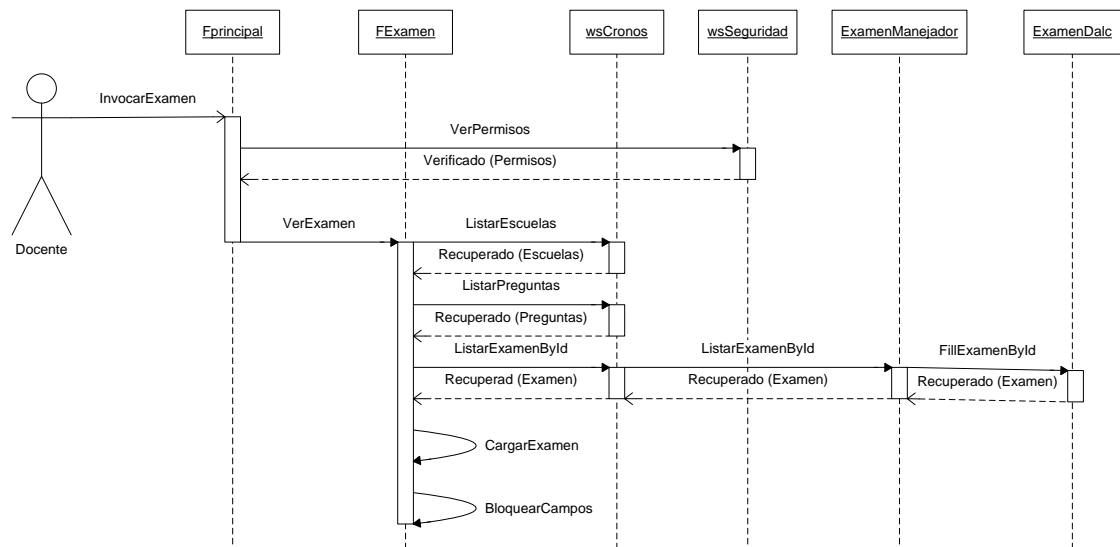 Fprincipal
FExamen
wsCronos
wsSeguridad
ExamenManejador
ExamenDalc
InvocarExamen
VerPermisos
Verificado (Permisos)
Docente
VerExamen
ListarEscuelas
Recuperado (Escuelas)
ListarPreguntas
Recuperado (Preguntas)
ListarExamenById
ListarExamenById
FillExamenById
Recuperad (Examen)
Recuperado (Examen)
Recuperado (Examen)
CargarExamen
BloquearCampos